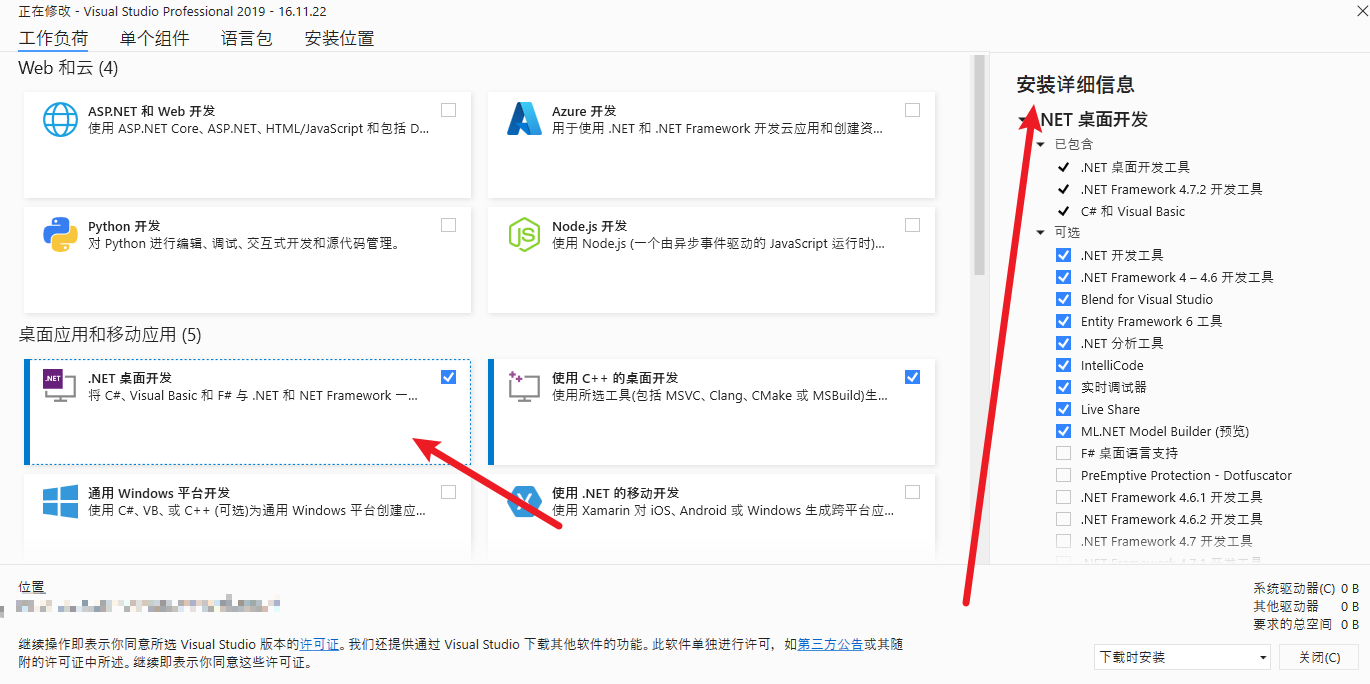 正在修改 - Visual Studio Professional 2019 - 16.11.22
工作负荷 单个组件 语言包 安装位置
Web 和云 (4)
ASP.NET 和 Web 开发
使用 ASP.NET Core、ASP.NET、HTML/JavaScript 和包括 D...
Azure 开发
用于使用 .NET 和 .NET Framework 开发云应用和创建资...
Python 开发
对 Python 进行编辑、调试、交互式开发和源代码管理。
Node.js 开发
使用 Node.js (一个由异步事件驱动的 JavaScript 运行时)...
桌面应用和移动应用 (5)
.NET
.NET 桌面开发
将 C#、Visual Basic 和 F# 与 .NET 和 NET Framework 一...
使用 C++ 的桌面开发
使用所选工具(包括 MSVC、Clang、CMake 或 MSBuild)生...
通用 Windows 平台开发
使用 C#、VB、或 C++ (可选)为通用 Windows 平台创建应...
使用 .NET 的移动开发
使用 Xamarin 对 iOS、Android 或 Windows 生成跨平台应...
安装详细信息
.NET 桌面开发
已包含
.NET 桌面开发工具
.NET Framework 4.7.2 开发工具
C# 和 Visual Basic
可选
.NET 开发工具
.NET Framework 4 – 4.6 开发工具
Blend for Visual Studio
Entity Framework 6 工具
.NET 分析工具
IntelliCode
实时调试器
Live Share
ML.NET Model Builder (预览)
F# 桌面语言支持
PreEmptive Protection - Dotfuscator
.NET Framework 4.6.1 开发工具
.NET Framework 4.6.2 开发工具
.NET Framework 4.7 开发工具
位置
继续操作即表示你同意所选 Visual Studio 版本的许可证。我们还提供通过 Visual Studio 下载其他软件的功能。此软件单独进行许可，如第三方公告或其随
附的许可证中所述。继续即表示你同意这些许可证。
系统驱动器(C) 0 B
其他驱动器 0 B
要求的总空间 0 B
下载时安装
关闭(C)